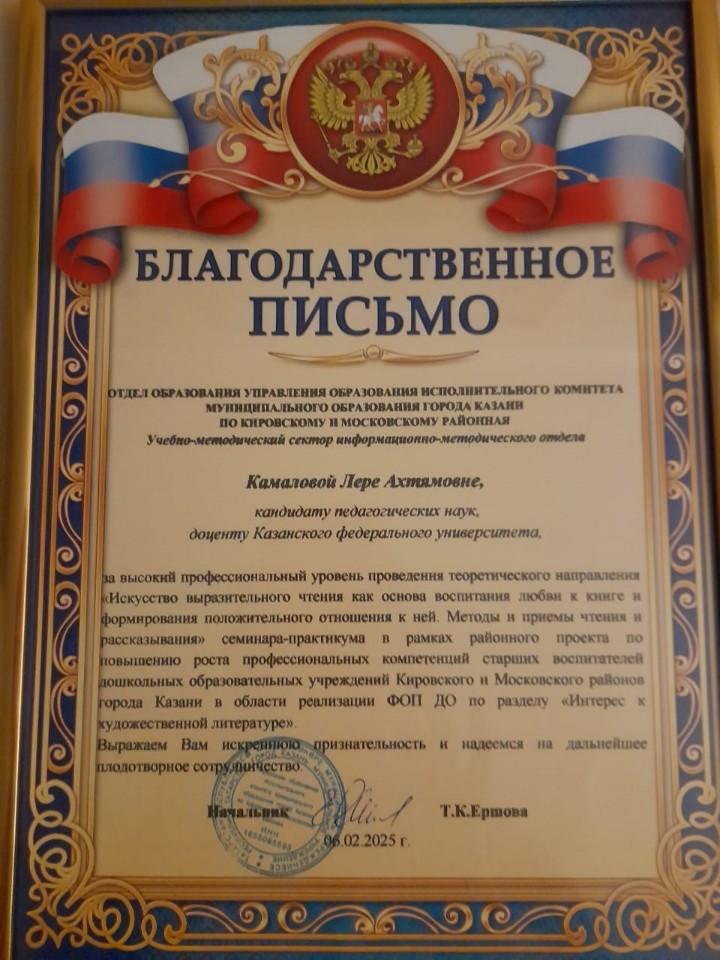 БЛАГОДАРСТВЕННОЕ
ПИСЬМО
ОТДЕЛ ОБРАЗОВАНИЯ УПРАВЛЕНИЯ ОБРАЗОВАНИЯ ИСПОЛНИТЕЛЬНОГО КОМИТЕТА
МУНИЦИПАЛЬНОГО ОБРАЗОВАНИЯ ГОРОДА КАЗАНИ
ПО КИРОВСКОМУ И МОСКОВСКОМУ РАЙОННАЯ
Учебно-методический сектор информационно-методического отдела
Камаловой Лере Ахтямовне,
кандидату педагогических наук,
доценту Казанского федерального университета,
за высокий профессиональный уровень проведения теоретического направления
«Искусство выразительного чтения как основа воспитания любви к книге и
формирования положительного отношения к ней. Методы и приемы чтения и
рассказывания» семинара-практикума в рамках районного проекта по
повышению роста профессиональных компетенций старших воспитателей
дошкольных образовательных учреждений Кировского и Московского районов
города Казани в области реализации ФОП ДО по разделу «Интерес к
художественной литературе».
Выражаем Вам искреннюю признательность и надеемся на дальнейшее
плодотворное сотрудничество.
Начальник Т.К.Ершова
06.02.2025 г.
ИНН